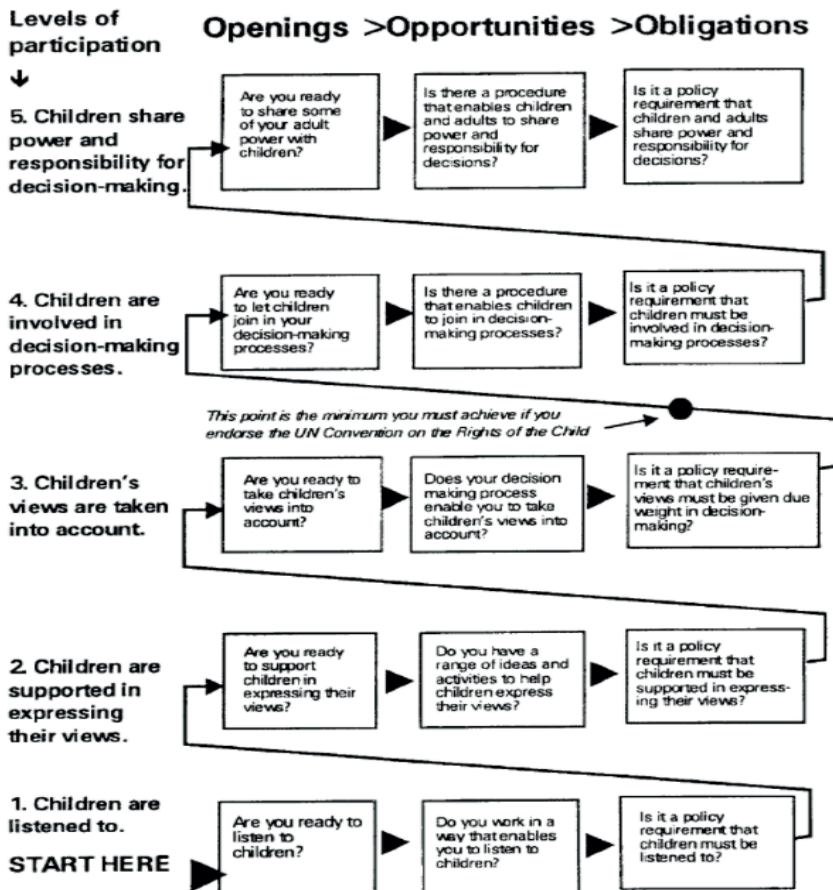 Levels of
participation
Openings >Opportunities >Obligations
5. Children share
power and
responsibility for
decision-making.
Are you ready
to share some
of your adult
power with
children?
Is there a procedure
that enables children
and adults to share
power and
responsibility for
decisions?
Is it a policy
requirement that
children and adults
share power and
responsibility for
decisions?
4. Children are
involved in
decision-making
processes.
Are you ready
to let children
join in your
decision-making
processes?
Is there a procedure
that enables children
to join in decision-
making processes?
Is it a policy
requirement that
children must be
involved in decision-
making processes?
This point is the minimum you must achieve if you
endorse the UN Convention on the Rights of the Child
3. Children's
views are taken
into account.
Are you ready to
take children's
views into
account?
Does your decision
making process
enable you to take
children's views into
account?
Is it a policy require-
ment that children's
views must be given due
weight in decision-
making?
2. Children are
supported in
expressing
their views.
Are you ready
to support
children in
expressing their
views?
Do you have a
range of ideas and
activities to help
children express
their views?
Is it a policy
requirement that
children must be
supported in express-
ing their views?
1. Children are
listened to.
START HERE
Are you ready to
listen to
children?
Do you work in a
way that enables
you to listen to
children?
Is it a policy
requirement that
children must be
listened to?